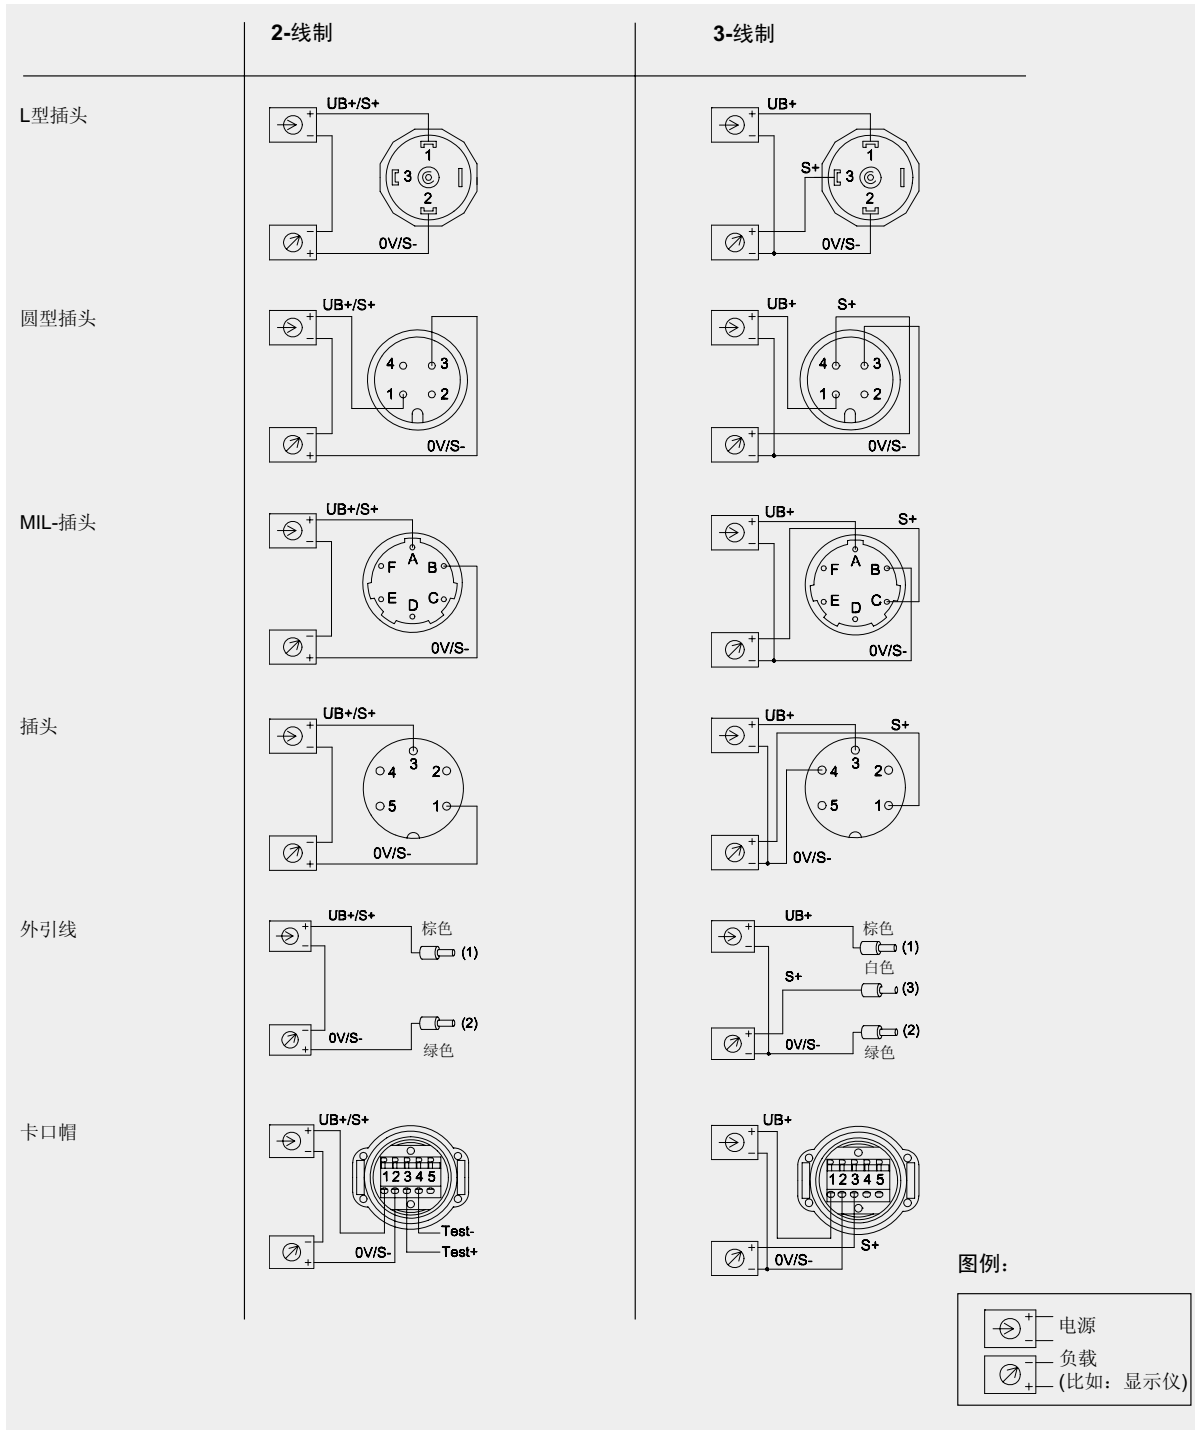 2-线制
3-线制
L型插头
UB+/S+
+
-
1
3
2
-
+
0V/S-
UB+
+
-
S+
1
3
2
+
-
0V/S-
圆型插头
UB+/S+
+
-
4
3
1
2
-
+
0V/S-
UB+
S+
+
-
4
3
1
2
+
-
0V/S-
MIL-插头
UB+/S+
+
-
A
F
B
E
D
C
-
+
0V/S-
UB+
S+
+
-
A
F
B
E
D
C
+
-
0V/S-
插头
UB+/S+
+
-
3
4
2
5
1
-
+
0V/S-
UB+
S+
+
-
3
4
2
5
1
+
-
0V/S-
外引线
UB+/S+
+
-
棕色
(1)
(2)
-
+
0V/S-
绿色
UB+
+
-
棕色
(1)
白色
S+
(3)
(2)
+
-
0V/S-
绿色
卡口帽
UB+/S+
+
-
1 2 3 4 5
Test-
Test+
-
+
0V/S-
UB+
+
-
1 2 3 4 5
S+
+
-
0V/S-
图例：
+
-
电源
-
+
负载
(比如：显示仪)